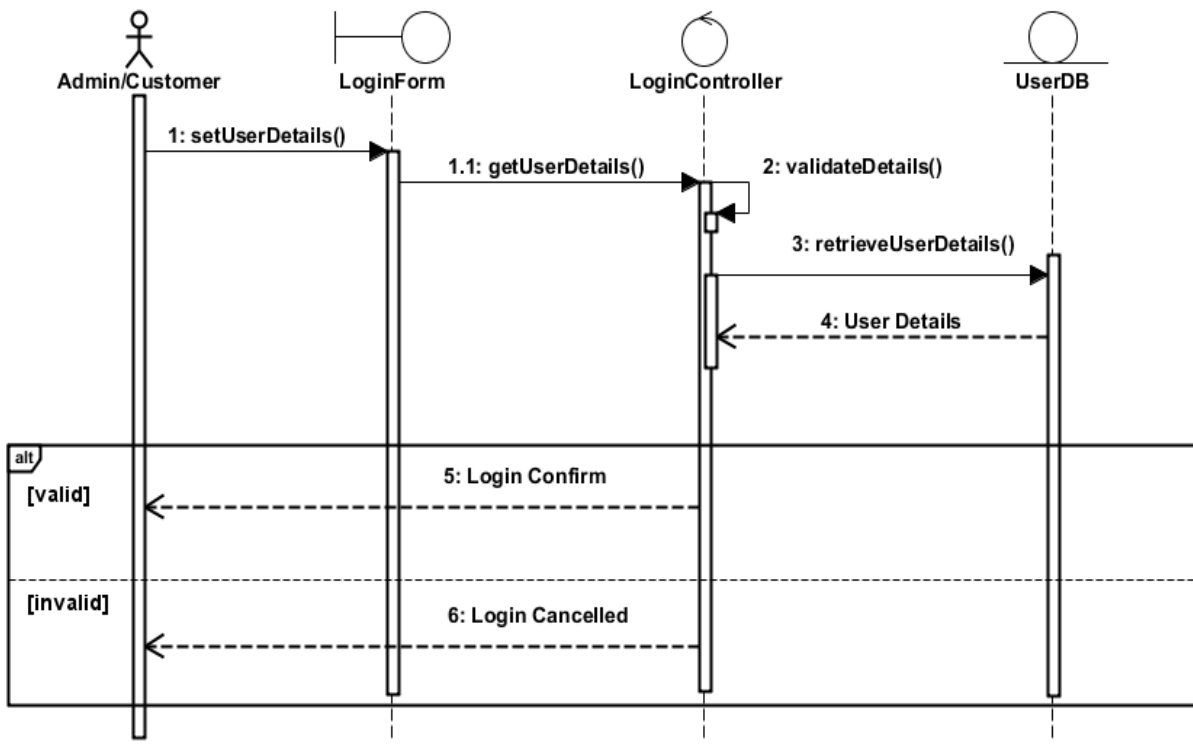 Admin/Customer
LoginForm
LoginController
UserDB
1: setUserDetails()
1.1: getUserDetails()
2: validateDetails()
3: retrieveUserDetails()
4: User Details
alt
[valid]
5: Login Confirm
[invalid]
6: Login Cancelled